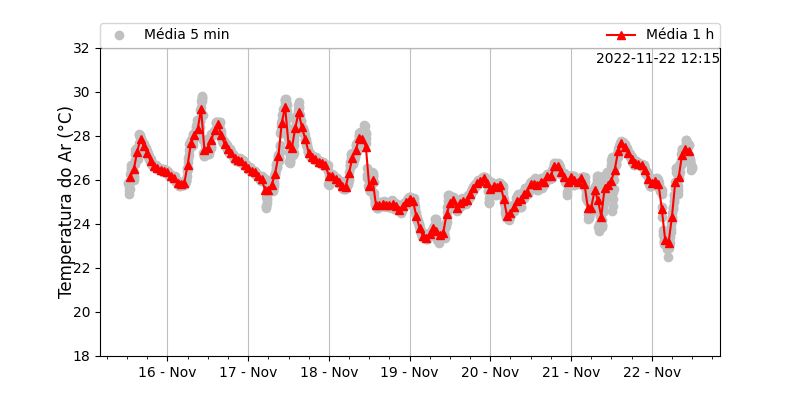 Média 5 min
Média 1 h
2022-11-22 12:15
Temperatura do Ar (°C)
32
30
28
26
24
22
20
18
16 - Nov
17 - Nov
18 - Nov
19 - Nov
20 - Nov
21 - Nov
22 - Nov